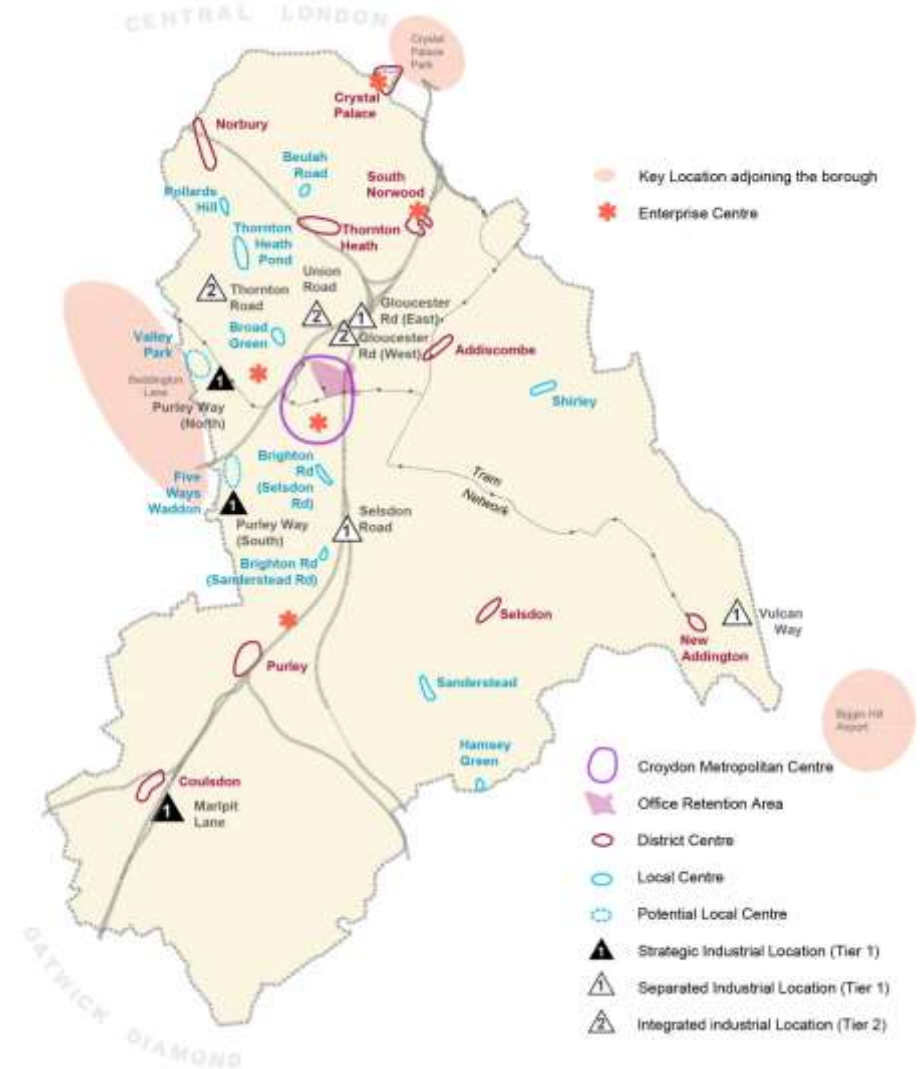 CENTRAL LONDON
Crystal
Palace
Park
Crystal
Palace
Norbury
Beulah
Road
South
Norwood
Pollards
Hill
Thornton
Heath
Thornton
Heath
Pond
Union
Road
Thornton
Road
2
2
1
2
Gloucester
Rd (East)
Gloucester
Rd (West)
Broad
Green
Valley
Park
Addiscombe
Beddington
Lane
1
Purley Way
(North)
Shirley
Brighton
Rd
(Selsdon
Rd)
Five
Ways
Waddon
1
Purley Way
(South)
Tram
Network
Selsdon
Road
1
Brighton Rd
(Sanderstead Rd)
Selsdon
1
Vulcan
Way
New
Addington
Purley
Sanderstead
Biggin Hill
Airport
Hamsey
Green
Coulsdon
1
Marlpit
Lane
GATWICK DIAMOND
Key Location adjoining the borough
Enterprise Centre
Croydon Metropolitan Centre
Office Retention Area
District Centre
Local Centre
Potential Local Centre
1 Strategic Industrial Location (Tier 1)
1 Separated Industrial Location (Tier 1)
2 Integrated industrial Location (Tier 2)